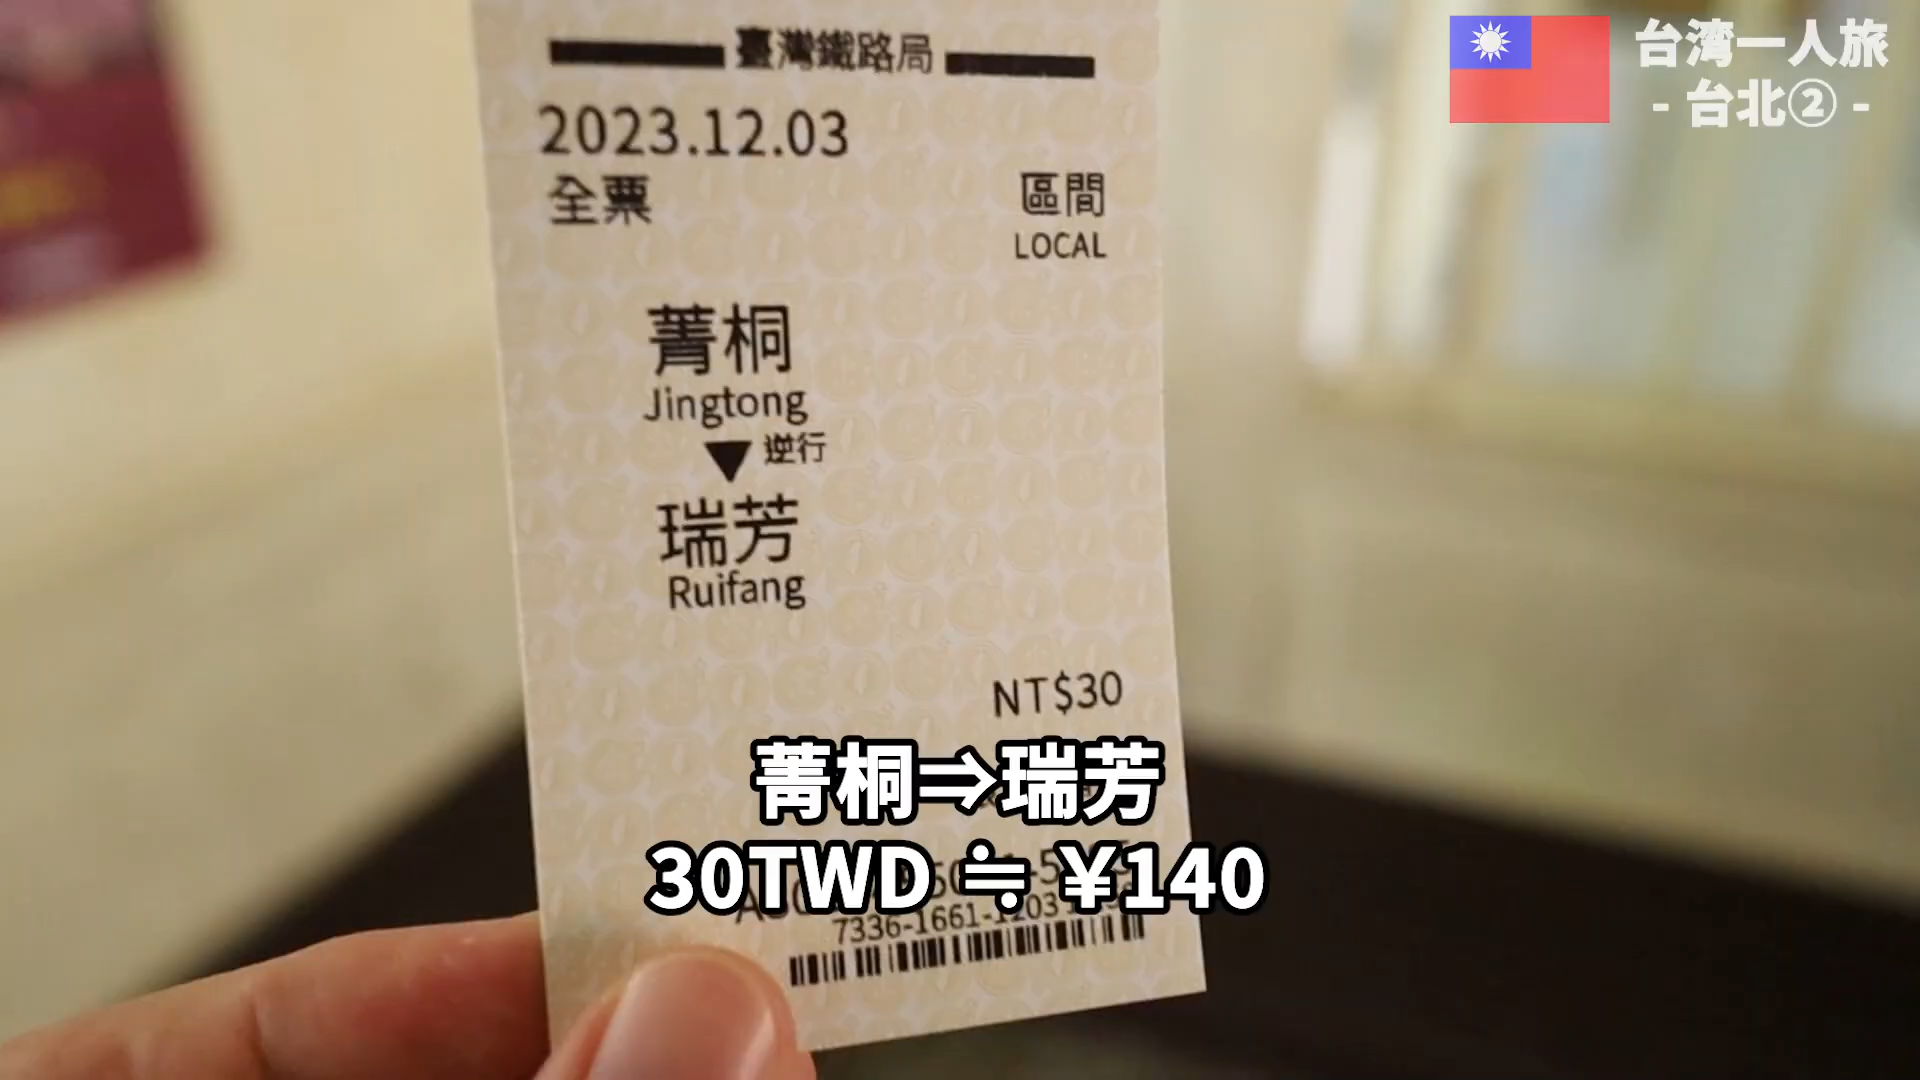 臺灣鐵路局
2023.12.03
全票
區間
LOCAL
菁桐
Jingtong
逆行
瑞芳
Ruifang
NT$30
菁桐⇒瑞芳
30TWD ≒ ¥140
7336-1661-1203
台湾一人旅
- 台北② -